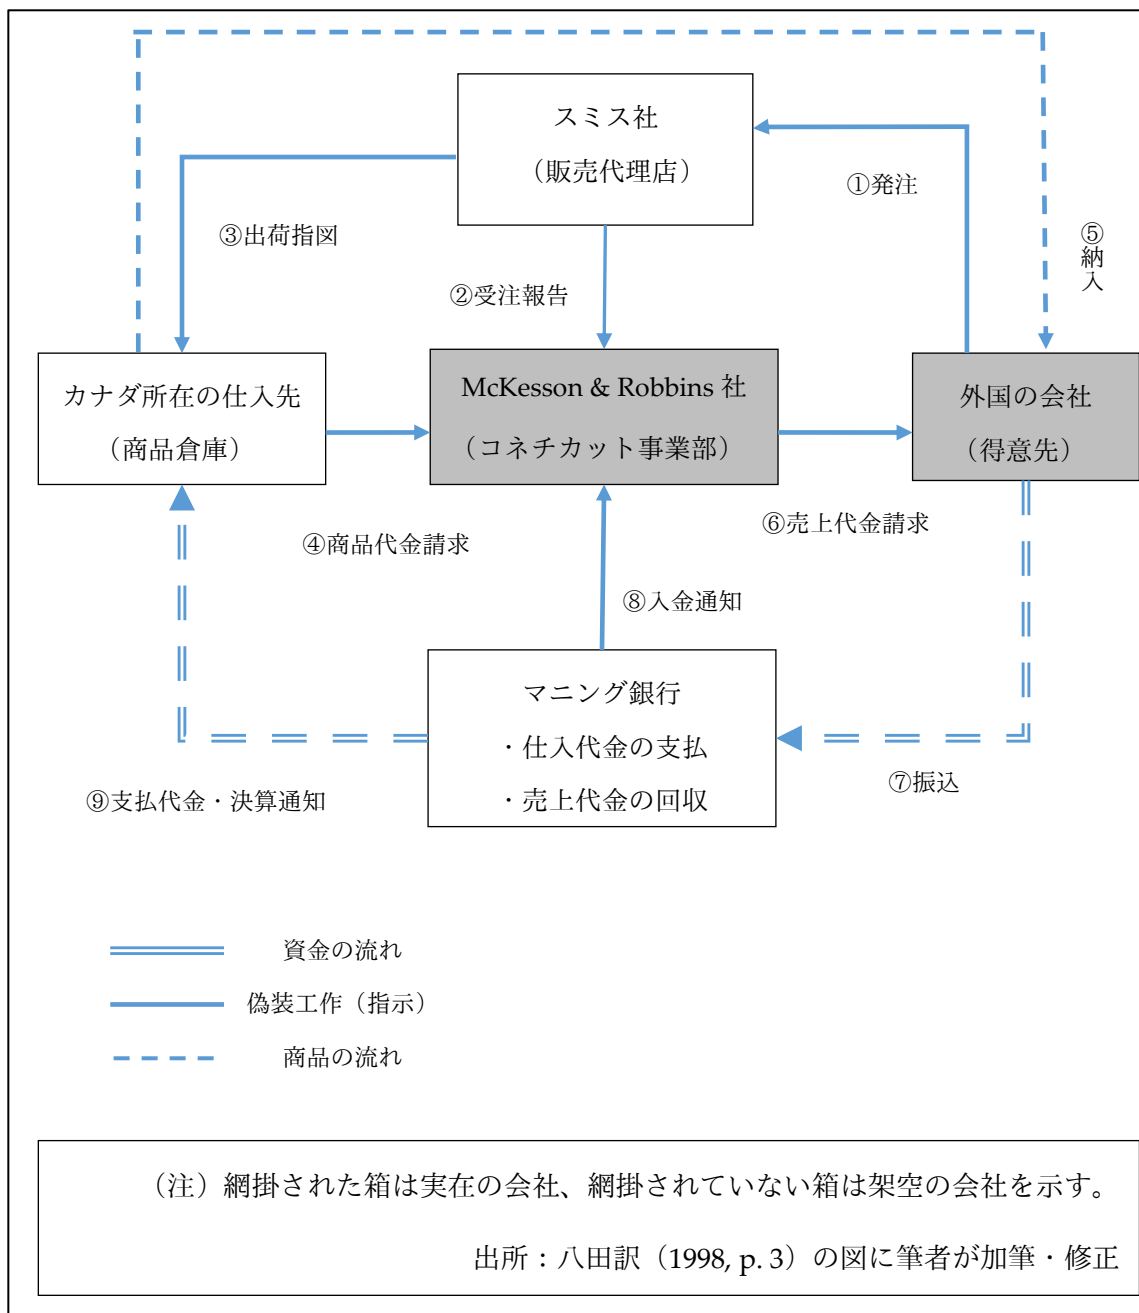 スミス社
（販売代理店）
①発注
③出荷指図
②受注報告
⑤納入
カナダ所在の仕入先
（商品倉庫）
McKesson & Robbins 社
（コネチカット事業部）
外国の会社
（得意先）
④商品代金請求
⑥売上代金請求
⑧入金通知
マニング銀行
・仕入代金の支払
・売上代金の回収
⑨支払代金・決算通知
⑦振込
資金の流れ
偽装工作（指示）
商品の流れ
（注）網掛された箱は実在の会社、網掛されていない箱は架空の会社を示す。
出所：八田訳（1998, p. 3）の図に筆者が加筆・修正